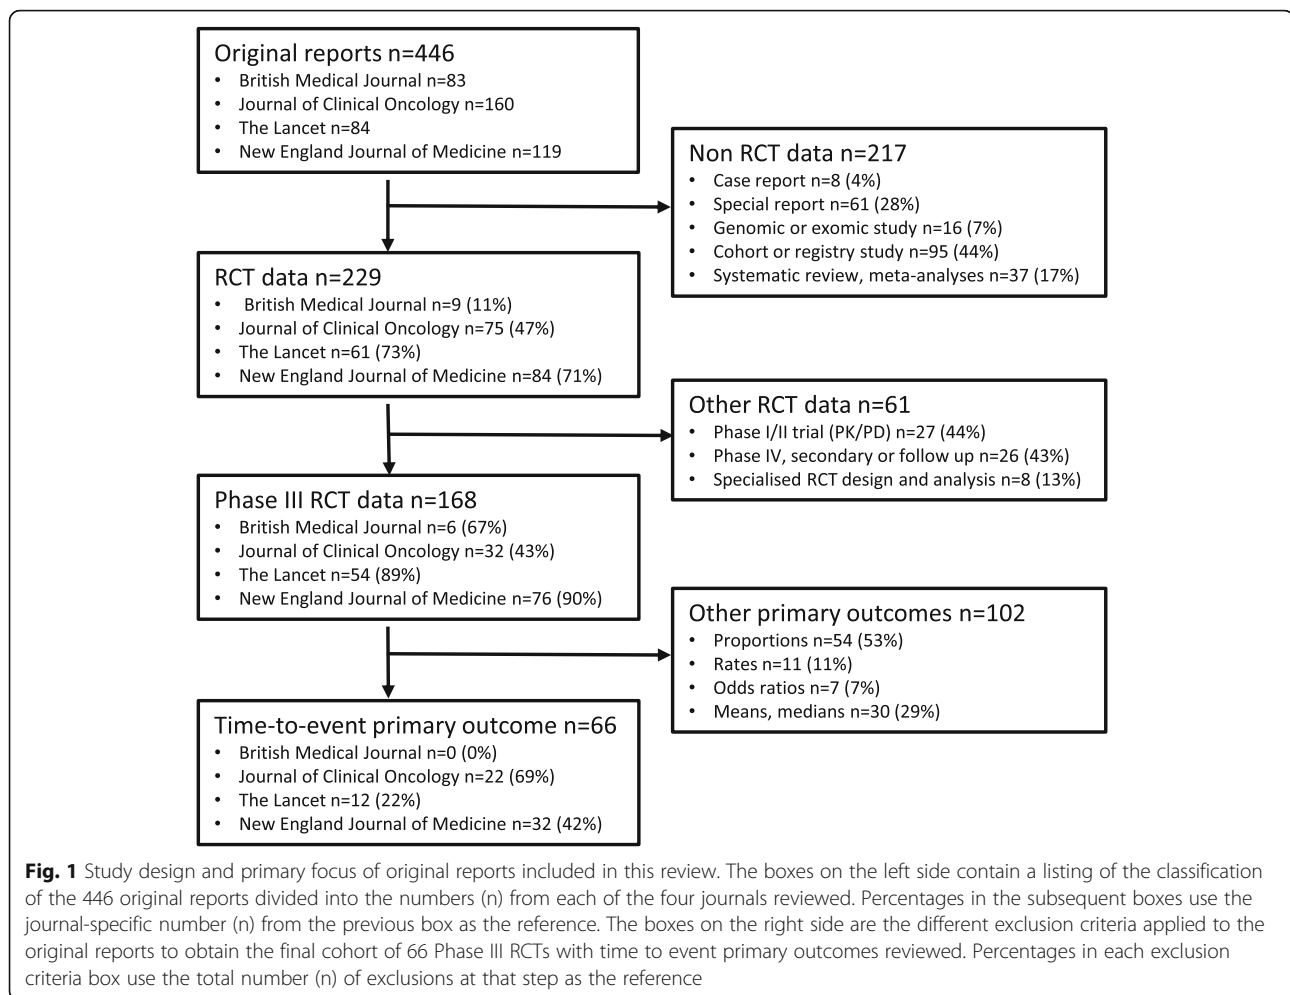 Original reports n=446
• British Medical Journal n=83
• Journal of Clinical Oncology n=160
• The Lancet n=84
• New England Journal of Medicine n=119
Non RCT data n=217
• Case report n=8 (4%)
• Special report n=61 (28%)
• Genomic or exomic study n=16 (7%)
• Cohort or registry study n=95 (44%)
• Systematic review, meta-analyses n=37 (17%)
RCT data n=229
• British Medical Journal n=9 (11%)
• Journal of Clinical Oncology n=75 (47%)
• The Lancet n=61 (73%)
• New England Journal of Medicine n=84 (71%)
Other RCT data n=61
• Phase I/II trial (PK/PD) n=27 (44%)
• Phase IV, secondary or follow up n=26 (43%)
• Specialised RCT design and analysis n=8 (13%)
Phase III RCT data n=168
• British Medical Journal n=6 (67%)
• Journal of Clinical Oncology n=32 (43%)
• The Lancet n=54 (89%)
• New England Journal of Medicine n=76 (90%)
Other primary outcomes n=102
• Proportions n=54 (53%)
• Rates n=11 (11%)
• Odds ratios n=7 (7%)
• Means, medians n=30 (29%)
Time-to-event primary outcome n=66
• British Medical Journal n=0 (0%)
• Journal of Clinical Oncology n=22 (69%)
• The Lancet n=12 (22%)
• New England Journal of Medicine n=32 (42%)
Fig. 1 Study design and primary focus of original reports included in this review. The boxes on the left side contain a listing of the classification
of the 446 original reports divided into the numbers (n) from each of the four journals reviewed. Percentages in the subsequent boxes use the
journal-specific number (n) from the previous box as the reference. The boxes on the right side are the different exclusion criteria applied to the
original reports to obtain the final cohort of 66 Phase III RCTs with time to event primary outcomes reviewed. Percentages in each exclusion
criteria box use the total number (n) of exclusions at that step as the reference